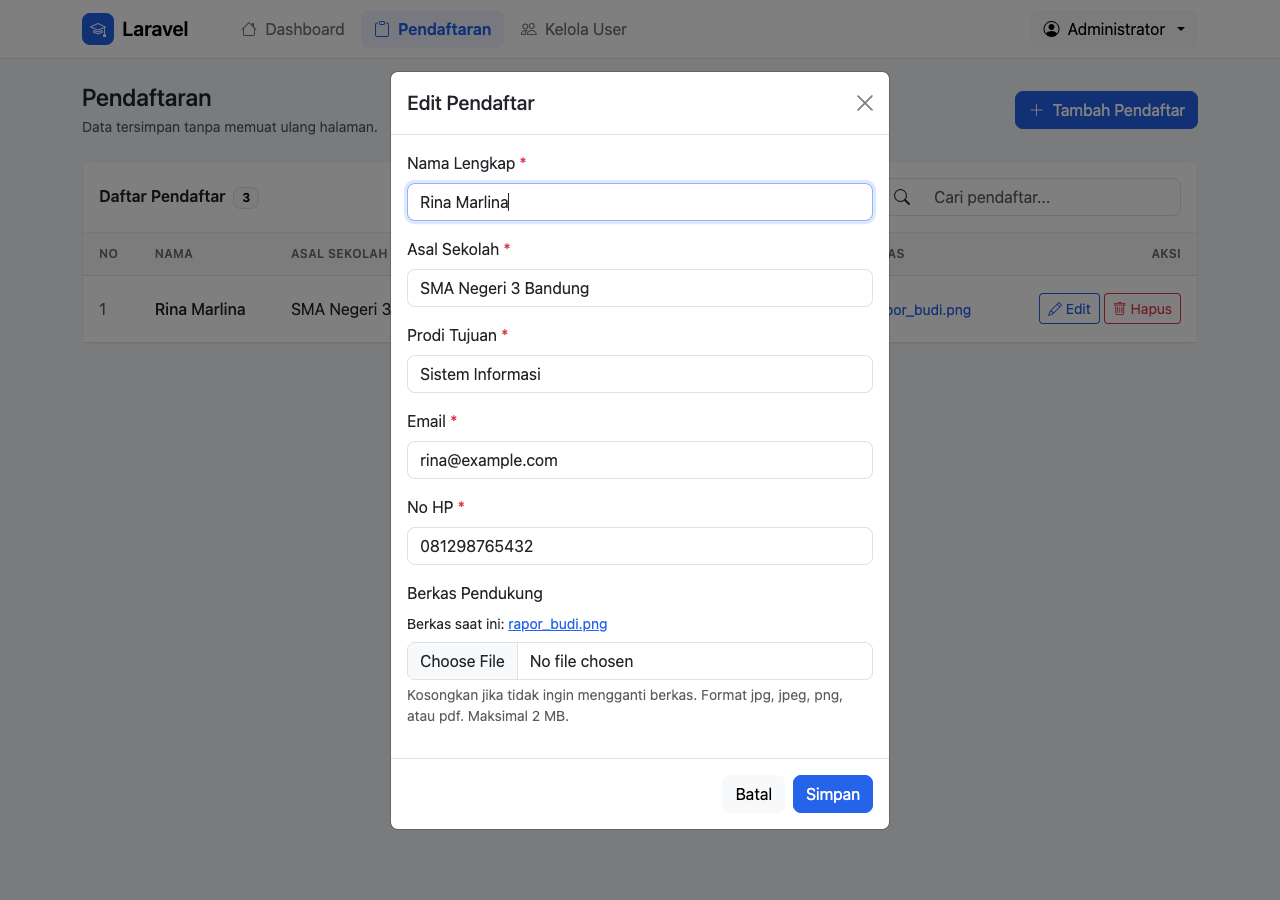 Laravel Dashboard Pendaftaran Kelola User Administrator
Pendaftaran
Data tersimpan tanpa memuat ulang halaman.
Tambah Pendaftar
Daftar Pendaftar 3
Cari pendaftar...
NO NAMA ASAL SEKOLAH AKSI
1 Rina Marlina SMA Negeri 3 Edit Hapus
Edit Pendaftar
Nama Lengkap *
Rina Marlina
Asal Sekolah *
SMA Negeri 3 Bandung
Prodi Tujuan *
Sistem Informasi
Email *
rina@example.com
No HP *
081298765432
Berkas Pendukung
Berkas saat ini: rapor_budi.png
Choose File No file chosen
Kosongkan jika tidak ingin mengganti berkas. Format jpg, jpeg, png,
atau pdf. Maksimal 2 MB.
Batal Simpan